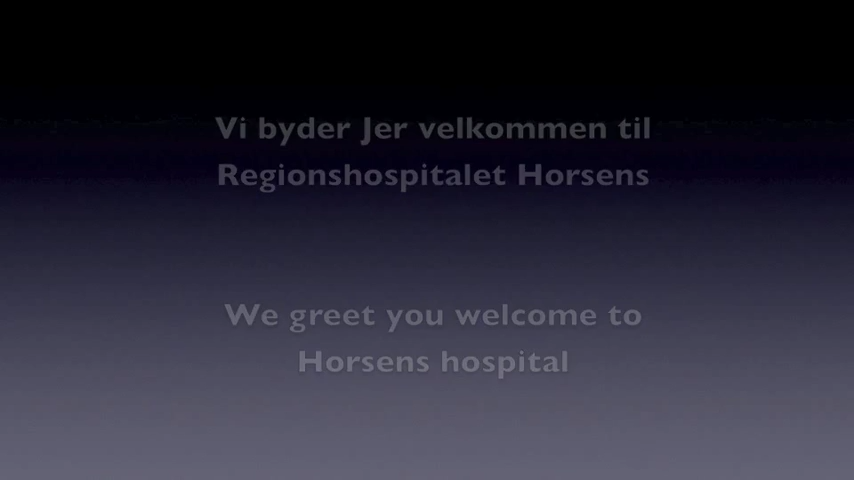 Vi byder Jer velkommen til
Regionshospitalet Horsens
We greet you welcome to
Horsens hospital